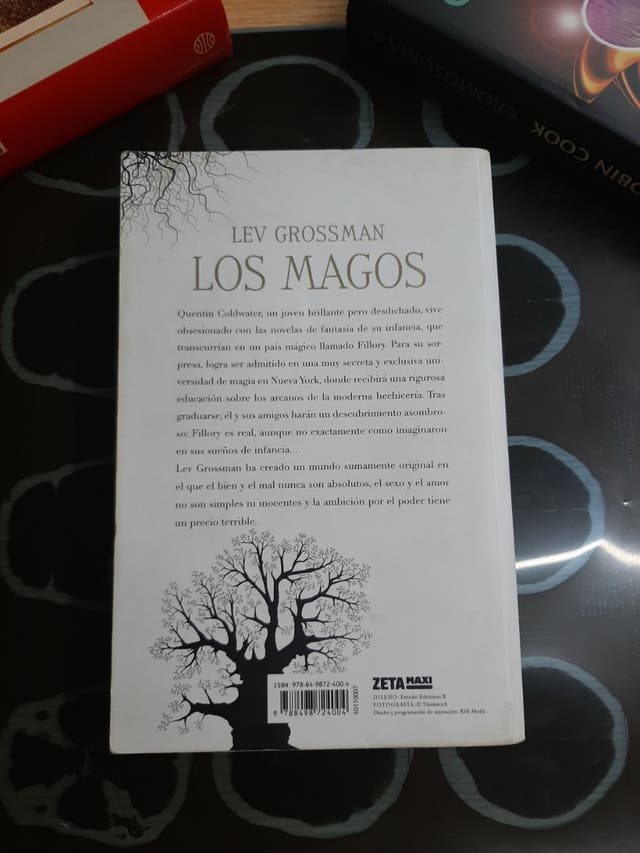 CROMOSOMA 6
ROBIN COOK
LEV GROSSMAN
LOS MAGOS
Quentin Coldwater, un joven brillante pero desdichado, vive
obsesionado con las novelas de fantasía de su infancia, que
transcurrían en un país mágico llamado Fillory. Para su sor-
presa, logra ser admitido en una muy secreta y exclusiva uni-
versidad de magia en Nueva York, donde recibirá una rigurosa
educación sobre los arcanos de la moderna hechicería. Tras
graduarse, él y sus amigos harán un descubrimiento asombro-
so: Fillory es real, aunque no exactamente como imaginaron
en sus sueños de infancia...
Lev Grossman ha creado un mundo sumamente original en
el que el bien y el mal nunca son absolutos, el sexo y el amor
no son simples ni inocentes y la ambición por el poder tiene
un precio terrible.
ISBN: 978-84-9872-400-4
9 788498 724004
50110007
ZETA MAXI
DISEÑO: Estudio Ediciones B
FOTOGRAFÍA: © Thinkstock
Diseño y programación de animación: RSR Media